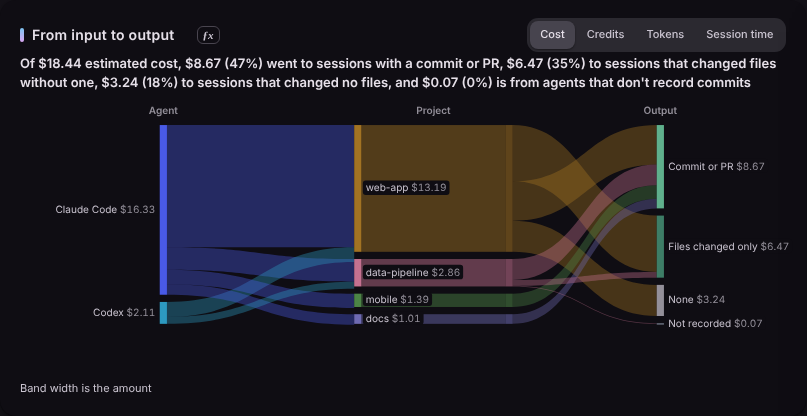 From input to output
ƒx
Cost
Credits
Tokens
Session time
Of $18.44 estimated cost, $8.67 (47%) went to sessions with a commit or PR, $6.47 (35%) to sessions that changed files
without one, $3.24 (18%) to sessions that changed no files, and $0.07 (0%) is from agents that don't record commits
Agent
Project
Output
Claude Code $16.33
Codex $2.11
web-app $13.19
data-pipeline $2.86
mobile $1.39
docs $1.01
Commit or PR $8.67
Files changed only $6.47
None $3.24
Not recorded $0.07
Band width is the amount